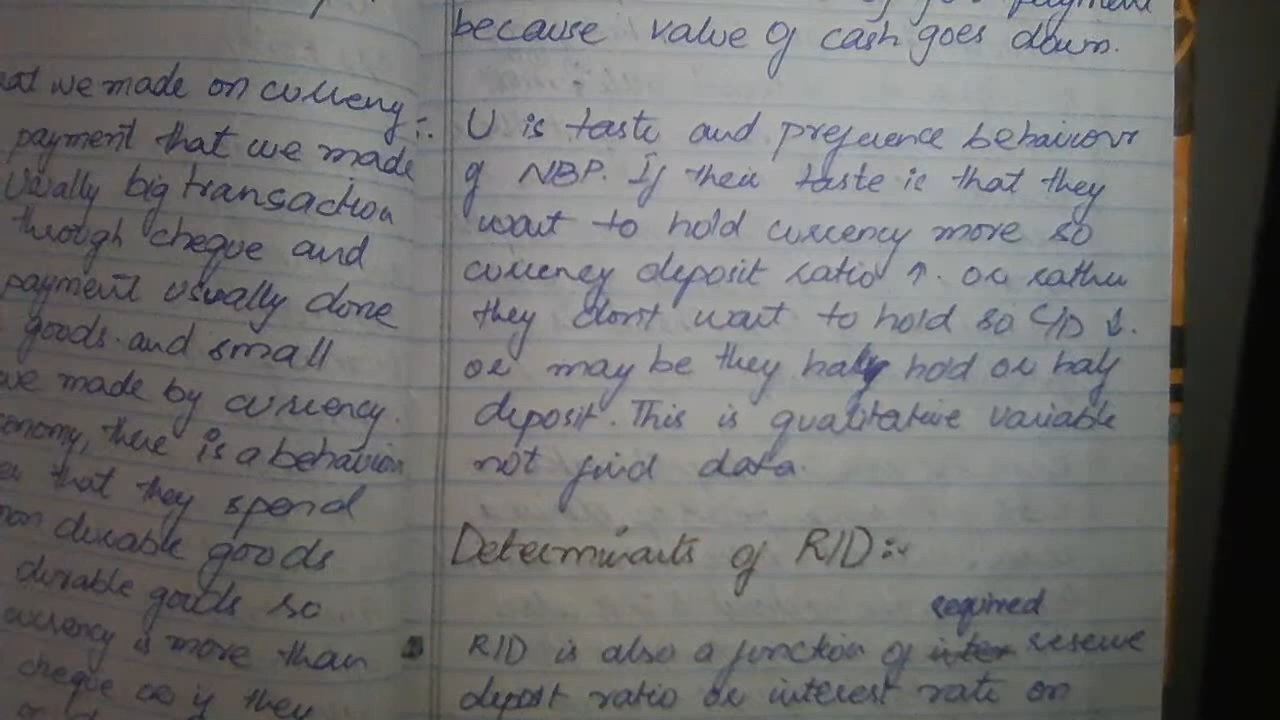 we made on currency
payment that we made
usually big transaction
through cheque and
payment usually done
goods and small
we made by currency.
there is a behaviour
that they spend
durable goods
durable goods so
currency is more than
cheque so if they
payment
because value of cash goes down.
∴ U is taste and preference behaviour
of NBP. If their taste is that they
want to hold currency more so
currency deposit ratio ↑. or rather
they don't want to hold so C/D ↓.
or may be they half hold or half
deposit. This is qualitative variable
not find data.
Determinants of R/D:-
required
R/D is also a function of inter reserve
deposit ratio or interest rate on